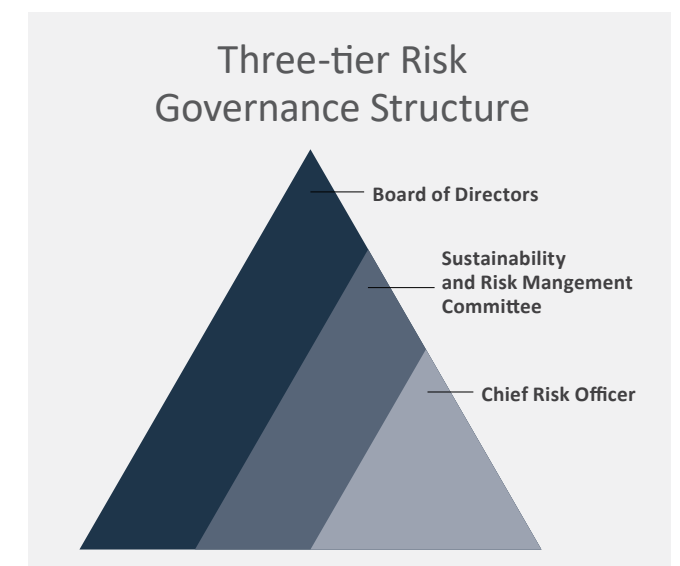 Three-tier Risk
Governance Structure
Board of Directors
Sustainability
and Risk Mangement
Committee
Chief Risk Officer